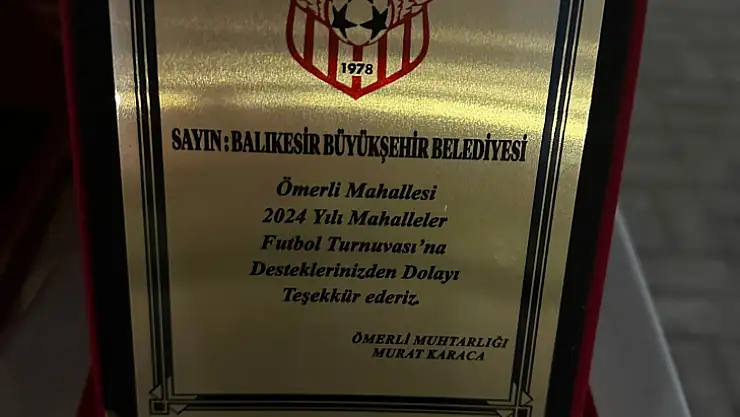 1978
SAYIN : BALIKESİR BÜYÜKŞEHİR BELEDİYESİ
Ömerli Mahallesi
2024 Yılı Mahalleler
Futbol Turnuvası'na
Desteklerinizden Dolayı
Teşekkür ederiz.
ÖMERLİ MUHTARLIĞI
MURAT KARACA